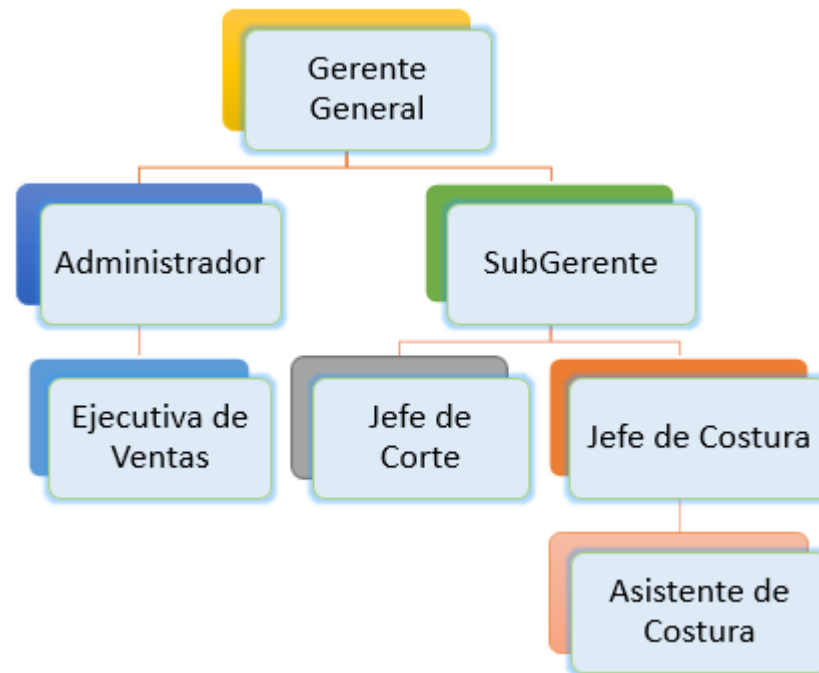 Gerente
General
Administrador
SubGerente
Ejecutiva de
Ventas
Jefe de
Corte
Jefe de Costura
Asistente de
Costura